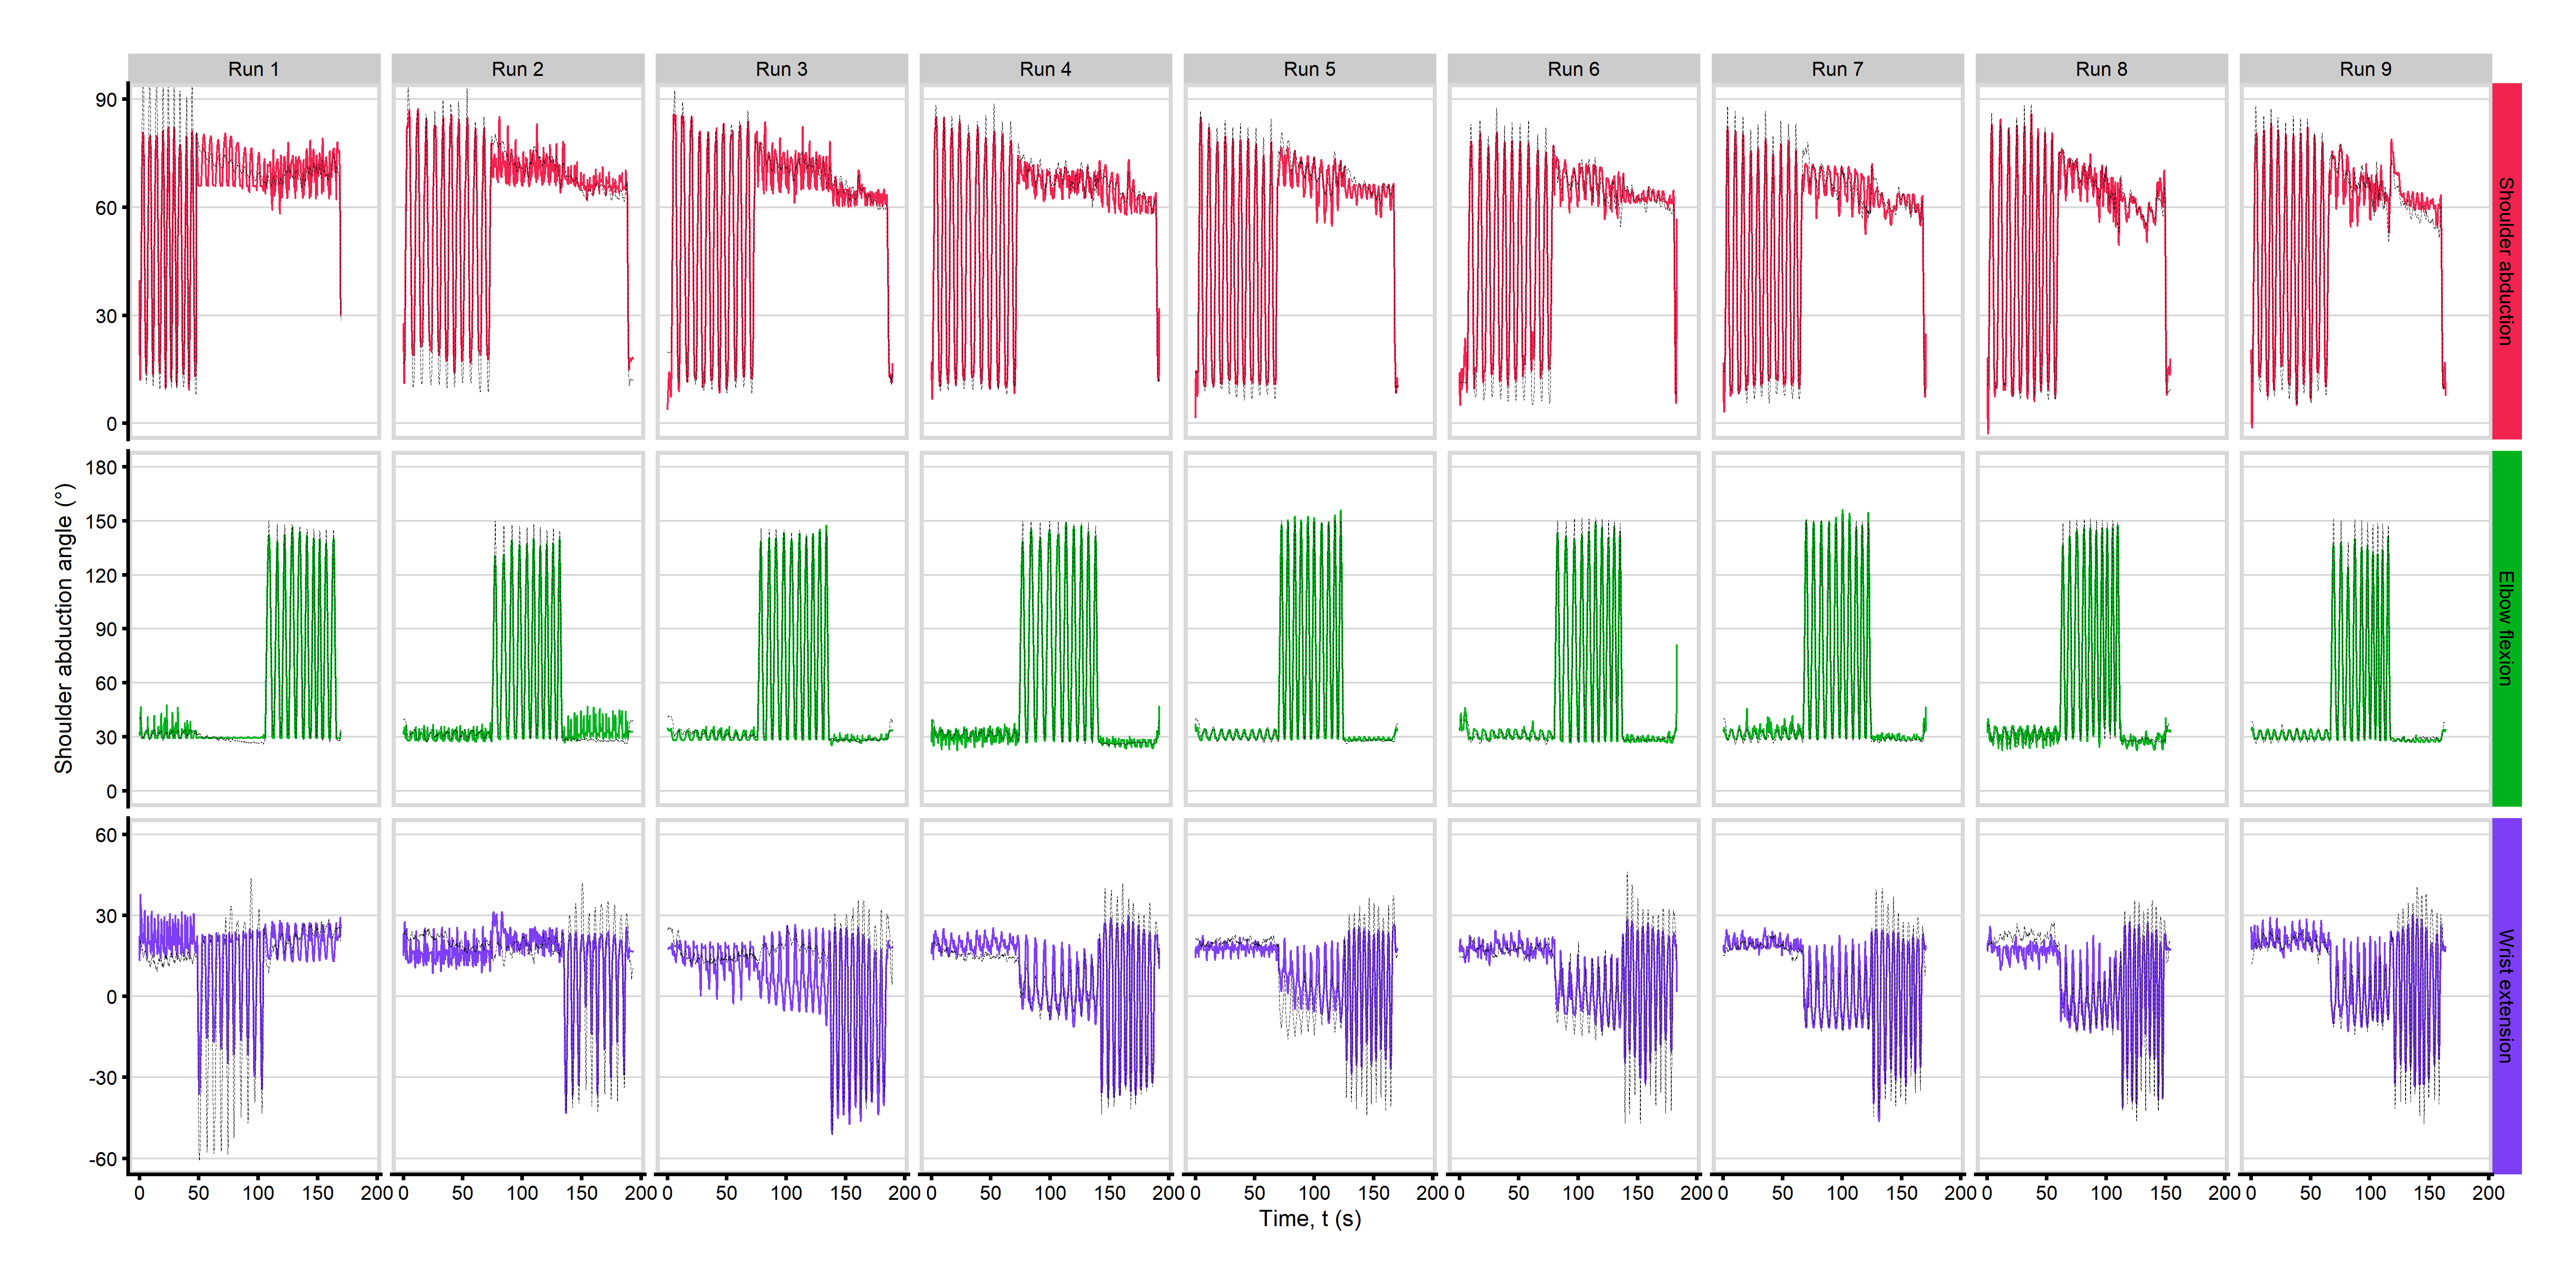 Run 1 Run 2 Run 3 Run 4 Run 5 Run 6 Run 7 Run 8 Run 9
90
60
30
0
Shoulder abduction
Shoulder abduction angle (°)
180
150
120
90
60
30
0
Elbow flexion
60
30
0
-30
-60
Wrist extension
0 50 100 150 200 0 50 100 150 200 0 50 100 150 200 0 50 100 150 200 0 50 100 150 200 0 50 100 150 200 0 50 100 150 200 0 50 100 150 200 0 50 100 150 200
Time, t (s)